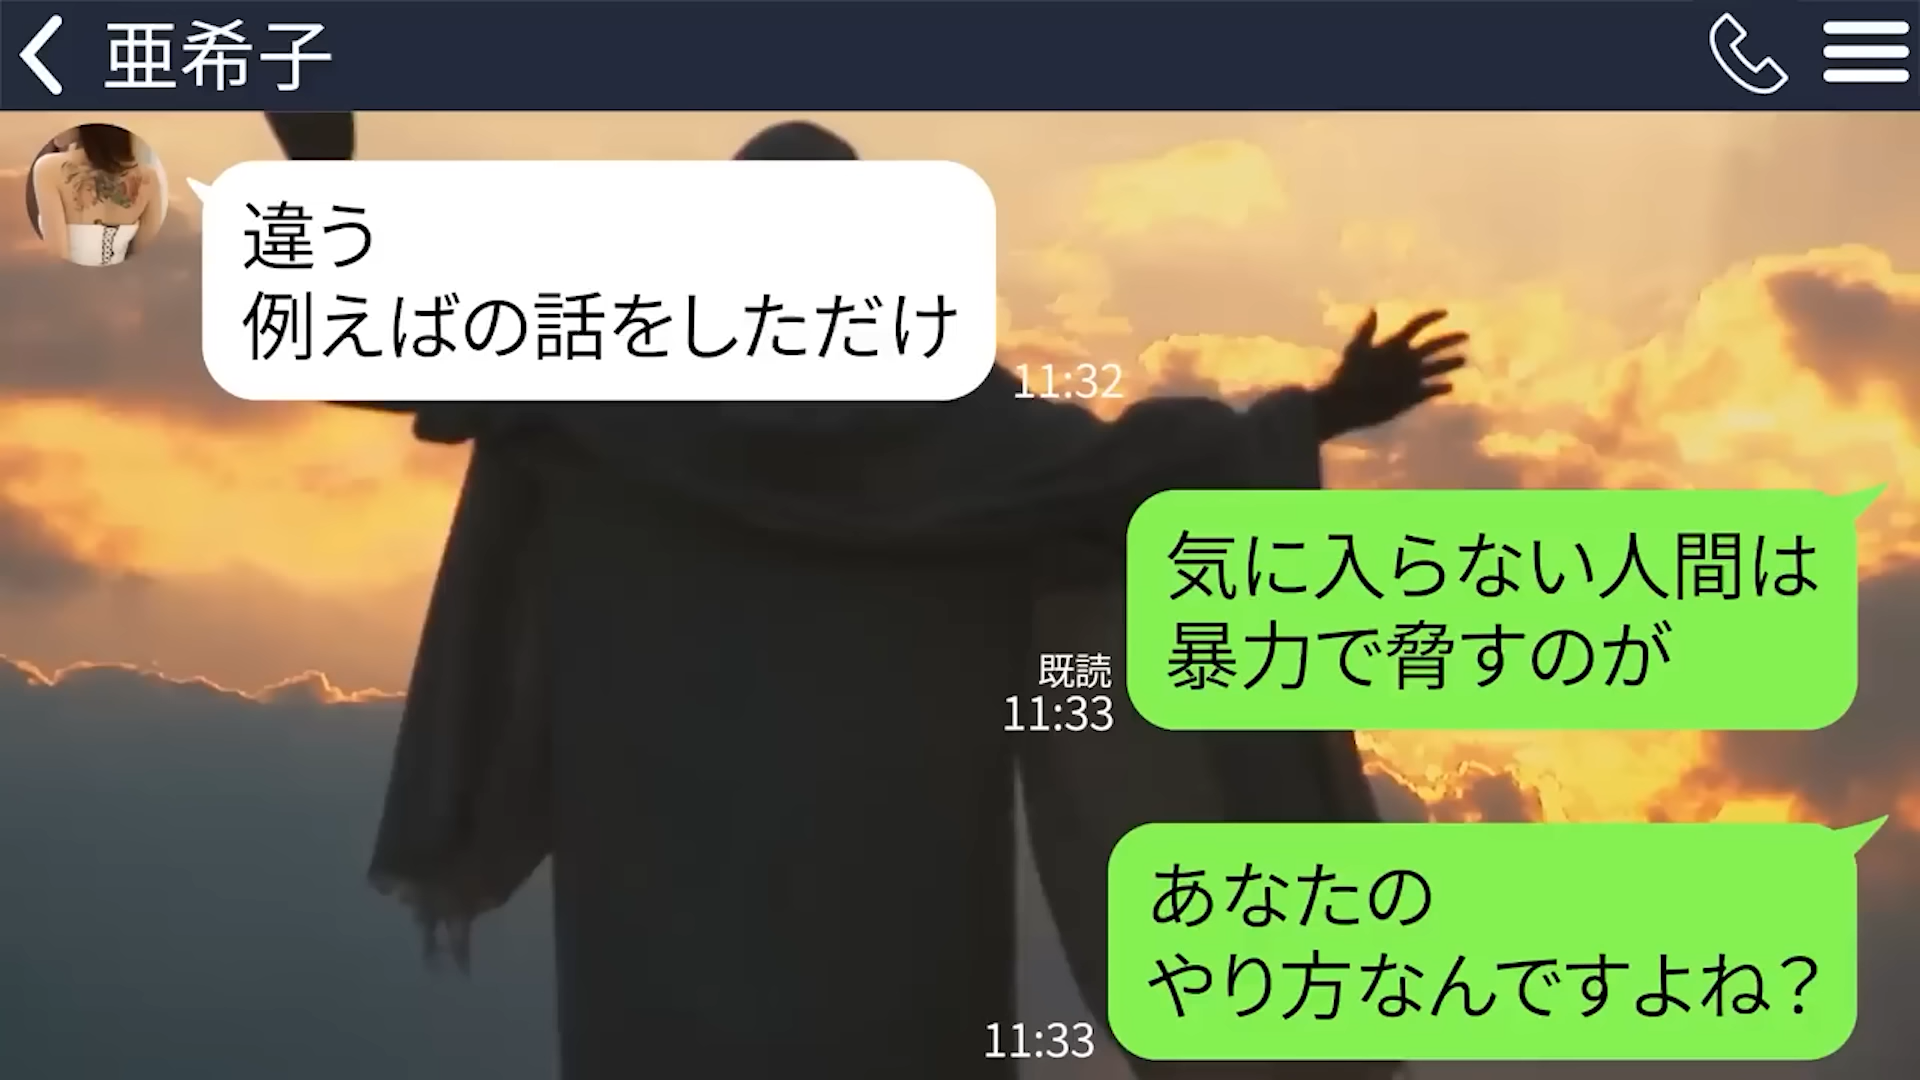 亜希子
違う
例えばの話をしただけ
11:32
気に入らない人間は
暴力で脅すのが
既読
11:33
あなたの
やり方なんですよね？
11:33